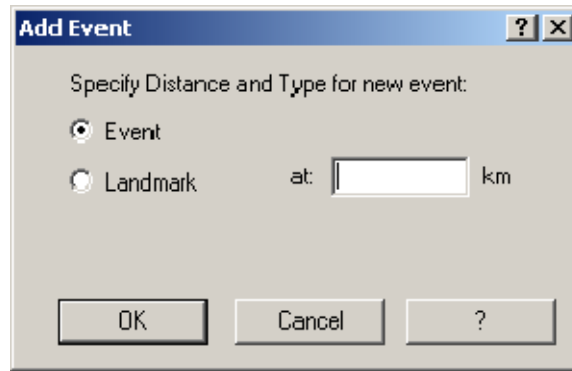 Add Event
? X
Specify Distance and Type for new event:
Event
Landmark at: km
OK Cancel ?